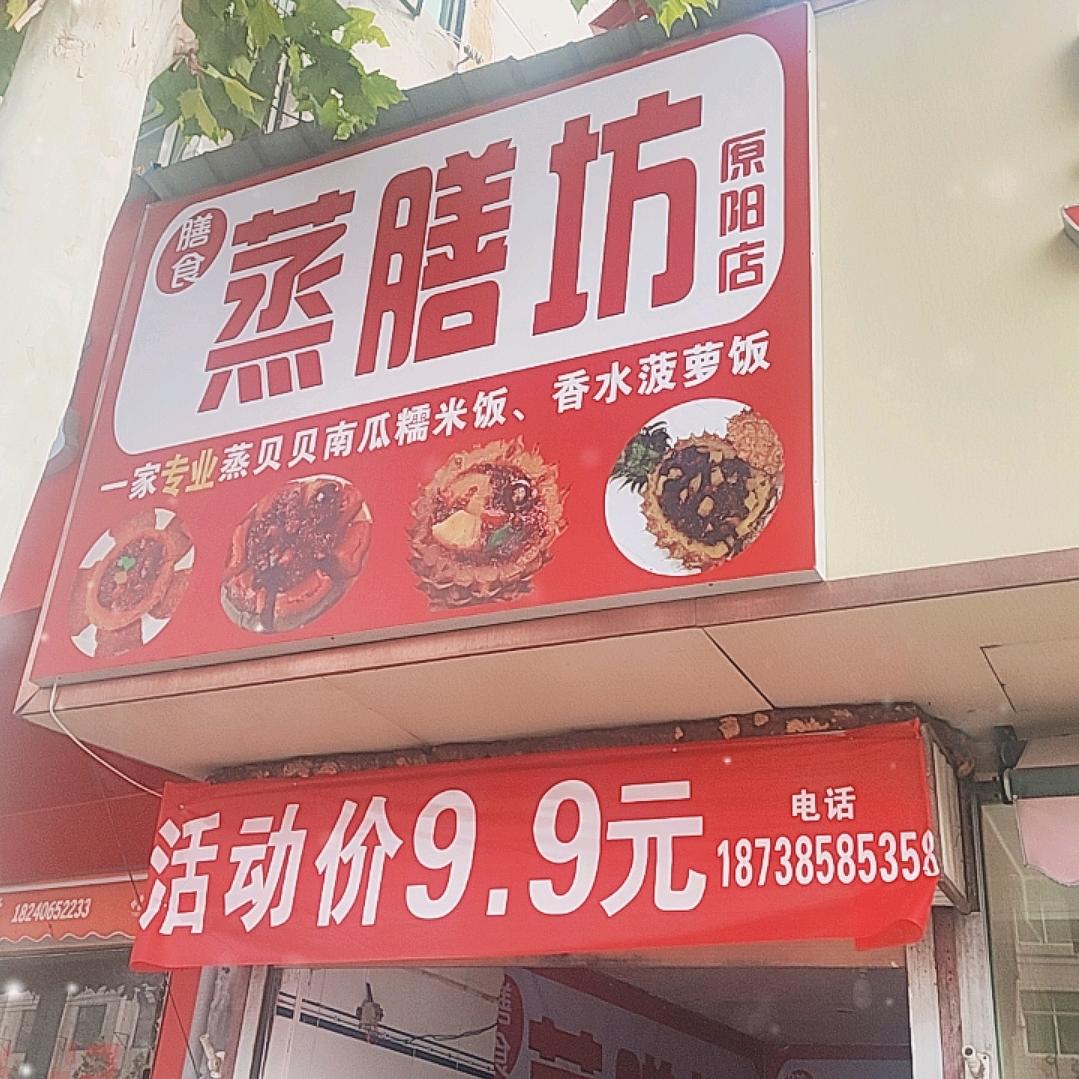 膳食
蒸膳坊
原阳店
一家专业蒸贝贝南瓜糯米饭、香水菠萝饭
活动价9.9元
电话
18738585358
18240652233